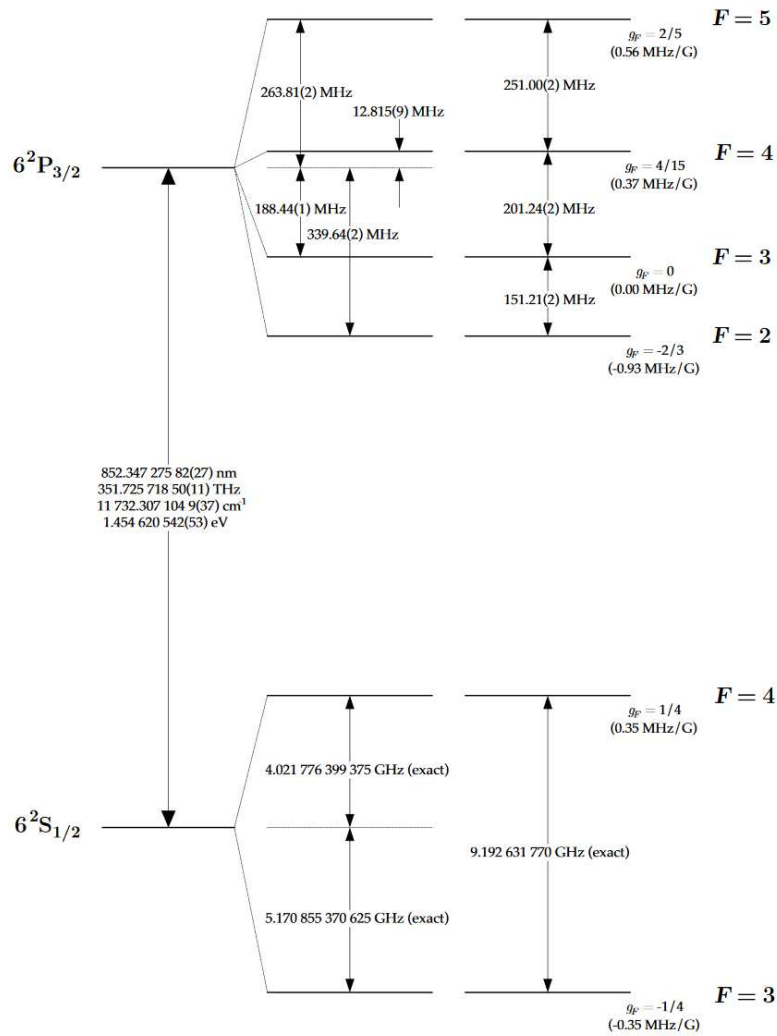 F = 5
g_F = 2/5
(0.56 MHz/G)
263.81(2) MHz
251.00(2) MHz
12.815(9) MHz
6²P₃/₂
F = 4
g_F = 4/15
(0.37 MHz/G)
188.44(1) MHz
201.24(2) MHz
339.64(2) MHz
F = 3
g_F = 0
(0.00 MHz/G)
151.21(2) MHz
F = 2
g_F = -2/3
(-0.93 MHz/G)
852.347 275 82(27) nm
351.725 718 50(11) THz
11 732.307 104 9(37) cm⁻¹
1.454 620 542(53) eV
F = 4
g_F = 1/4
(0.35 MHz/G)
4.021 776 399 375 GHz (exact)
6²S₁/₂
9.192 631 770 GHz (exact)
5.170 855 370 625 GHz (exact)
F = 3
g_F = -1/4
(-0.35 MHz/G)